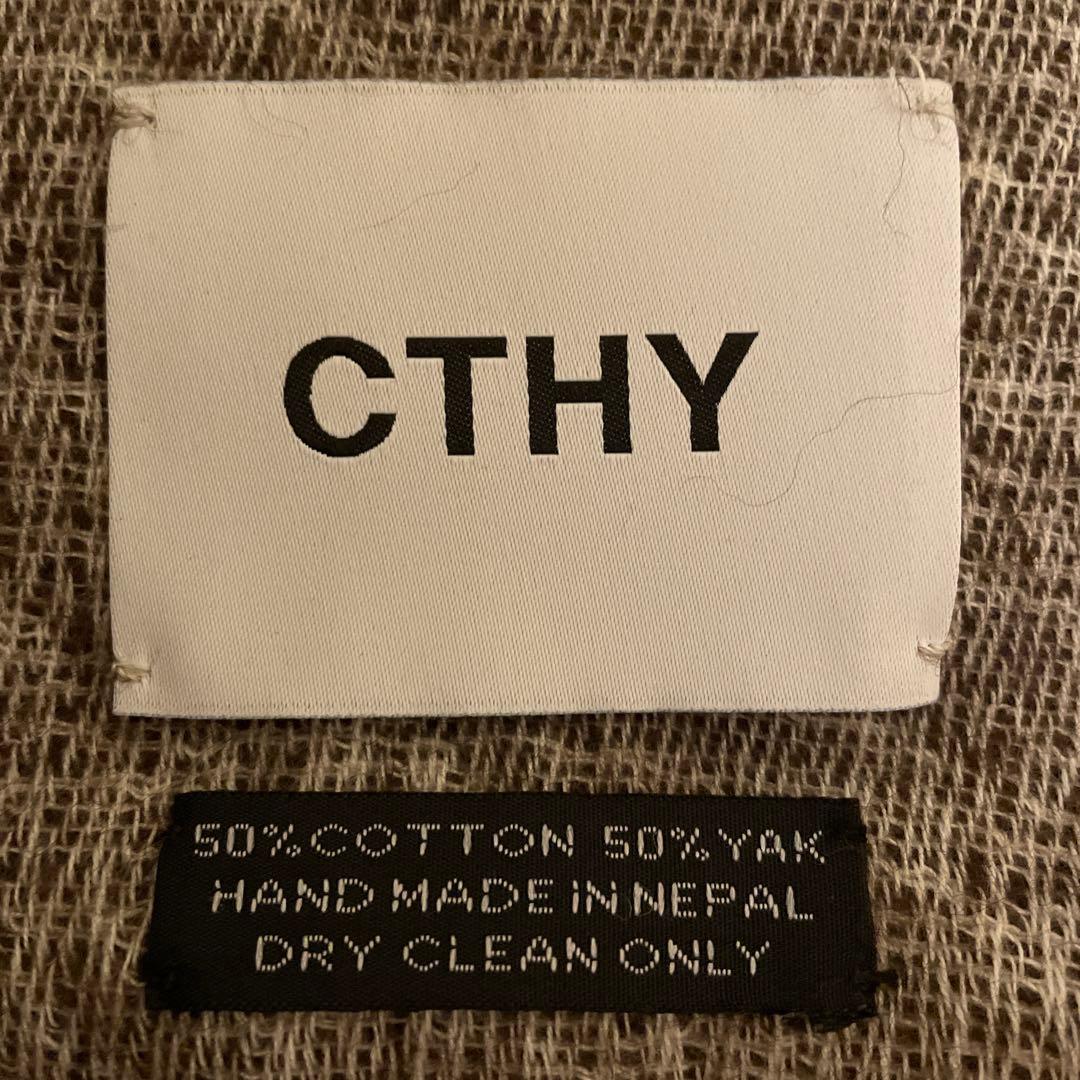 CTHY
50% COTTON 50% YAK
HAND MADE iN NEPAL
DRY CLEAN ONLY